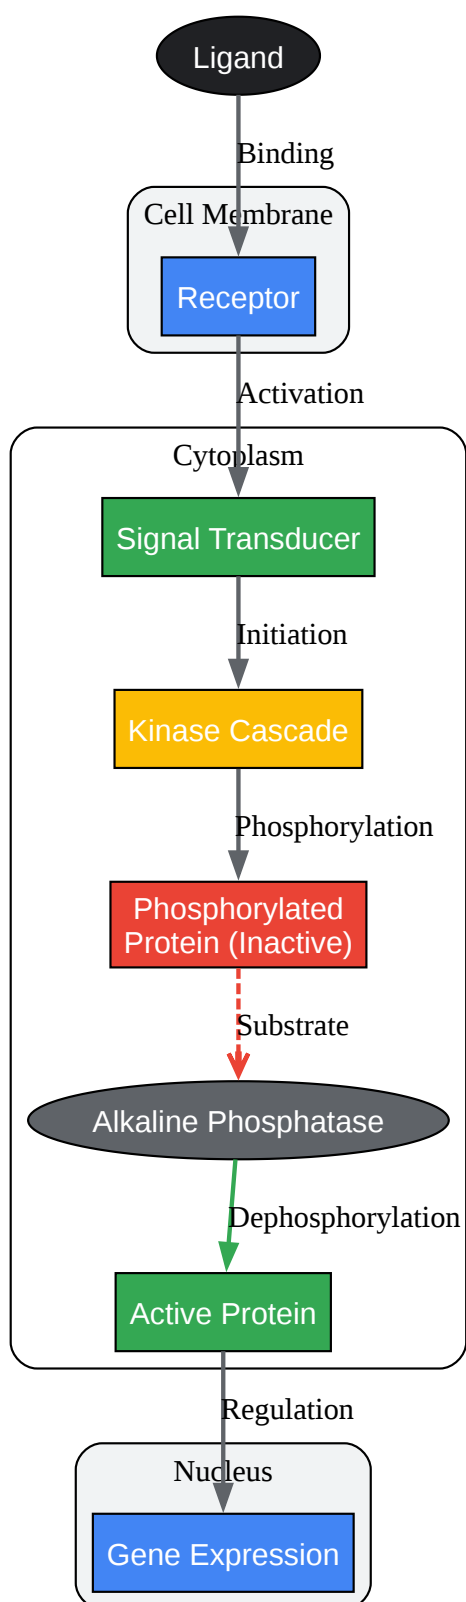 Ligand
Binding
Cell Membrane
Receptor
Activation
Cytoplasm
Signal Transducer
Initiation
Kinase Cascade
Phosphorylation
Phosphorylated
Protein (Inactive)
Substrate
Alkaline Phosphatase
Dephosphorylation
Active Protein
Regulation
Nucleus
Gene Expression